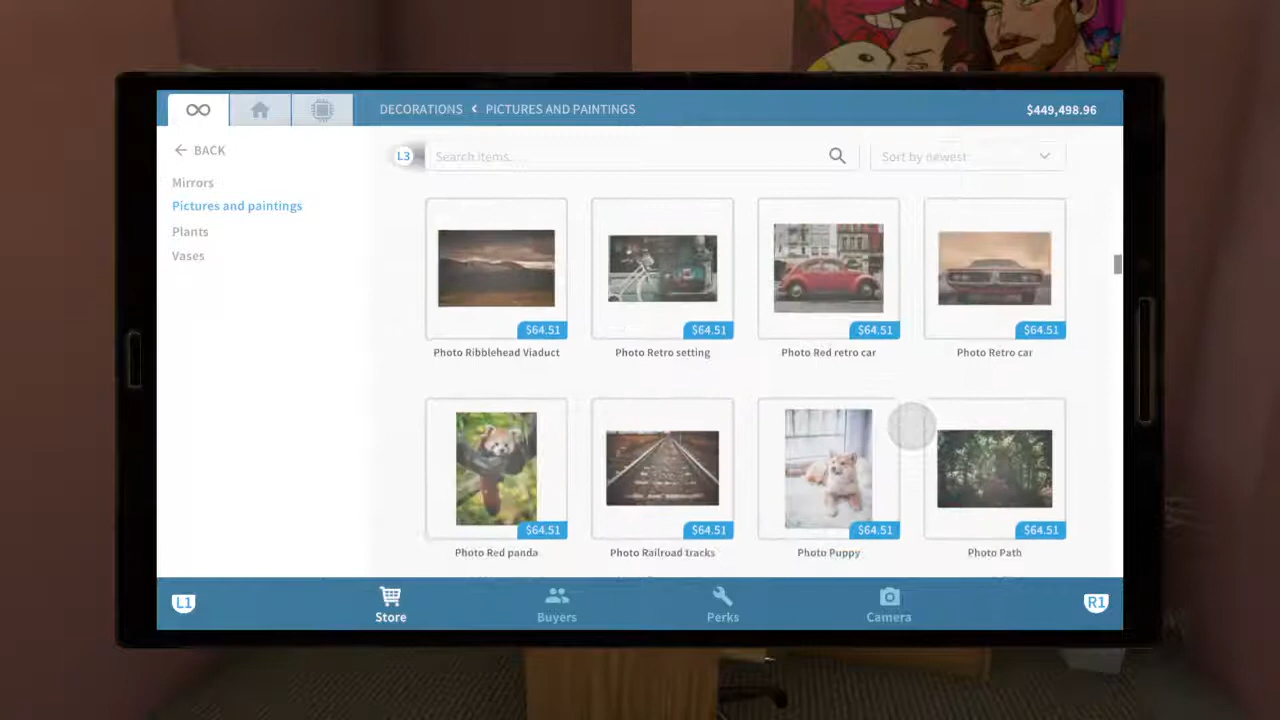 DECORATIONS < PICTURES AND PAINTINGS
$449,498.96
BACK
L3
Search items...
Sort by newest
Mirrors
Pictures and paintings
Plants
Vases
$64.51
$64.51
$64.51
$64.51
Photo Ribblehead Viaduct
Photo Retro setting
Photo Red retro car
Photo Retro car
$64.51
$64.51
$64.51
$64.51
Photo Red panda
Photo Railroad tracks
Photo Puppy
Photo Path
L1
Store
Buyers
Perks
Camera
R1